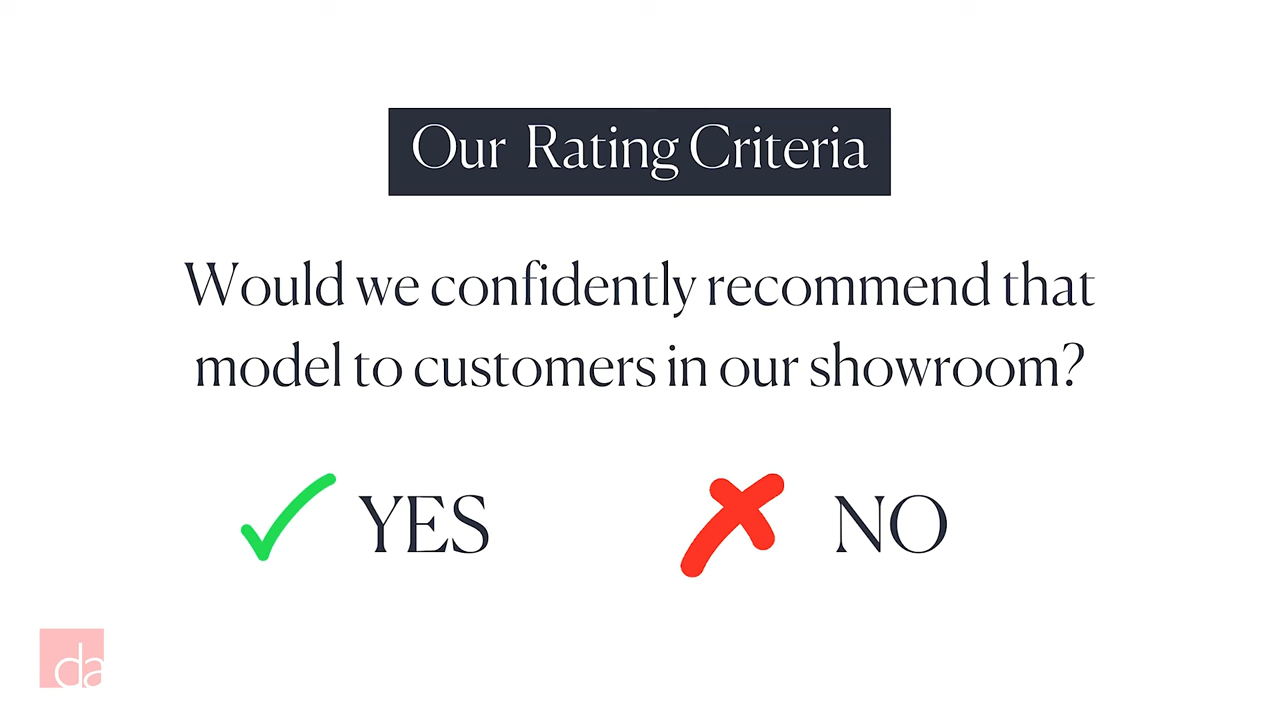 Our Rating Criteria
Would we confidently recommend that
model to customers in our showroom?
YES
NO
da